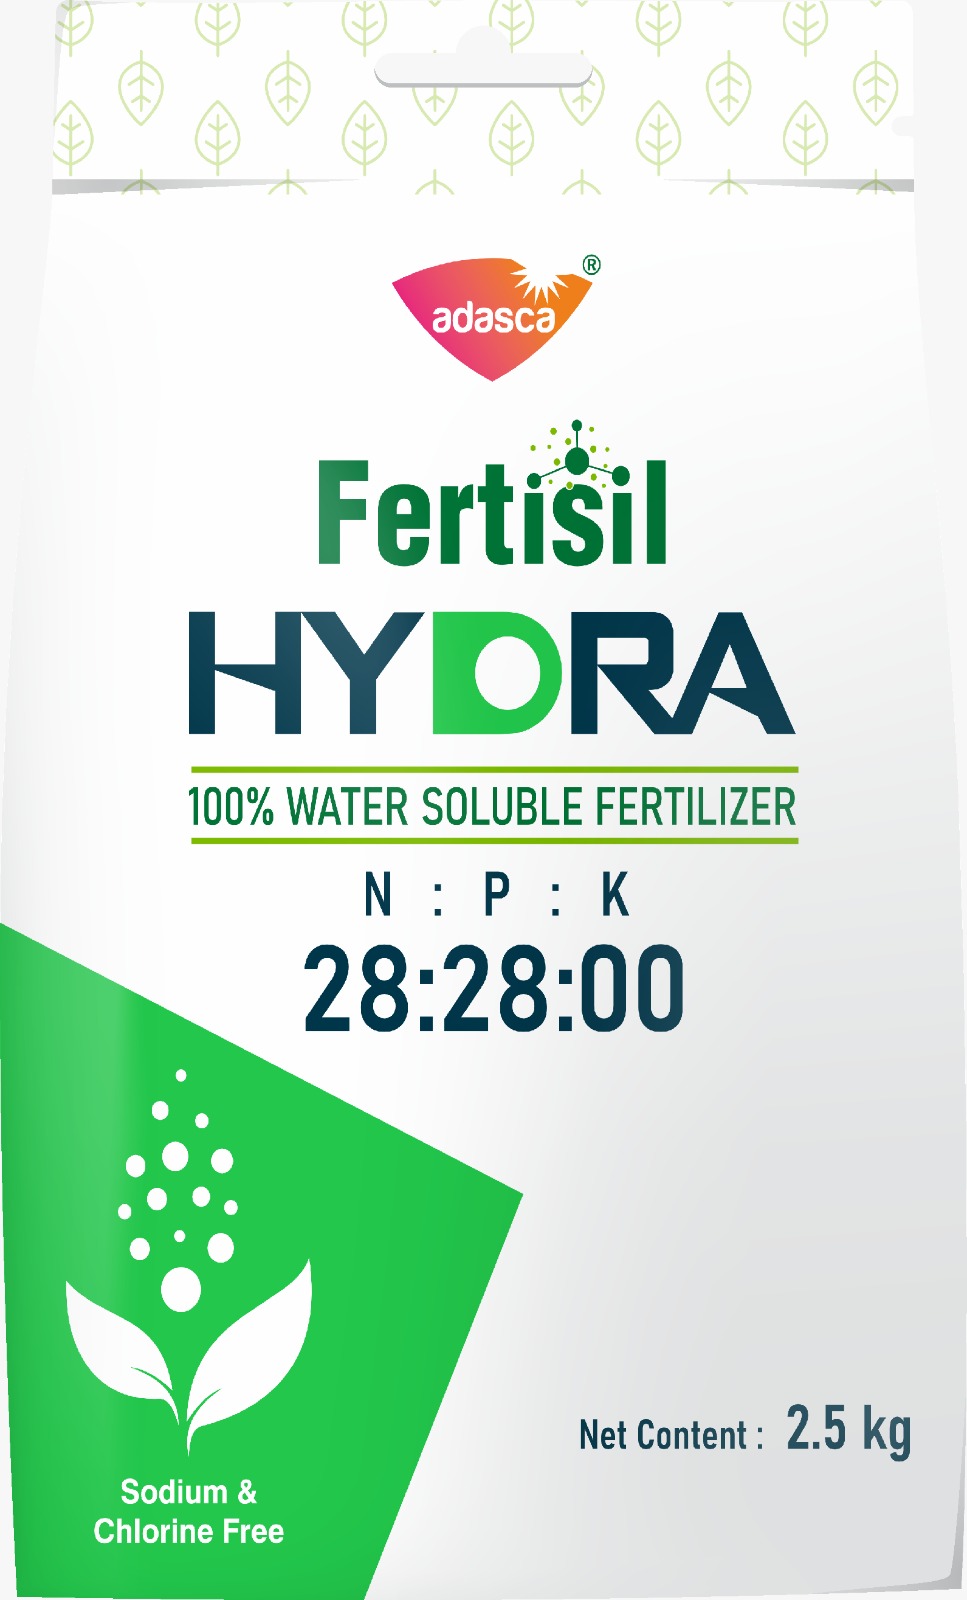 adasca®
Fertisil
HYDRA
100% WATER SOLUBLE FERTILIZER
N : P : K
28:28:00
Net Content : 2.5 kg
Sodium &
Chlorine Free